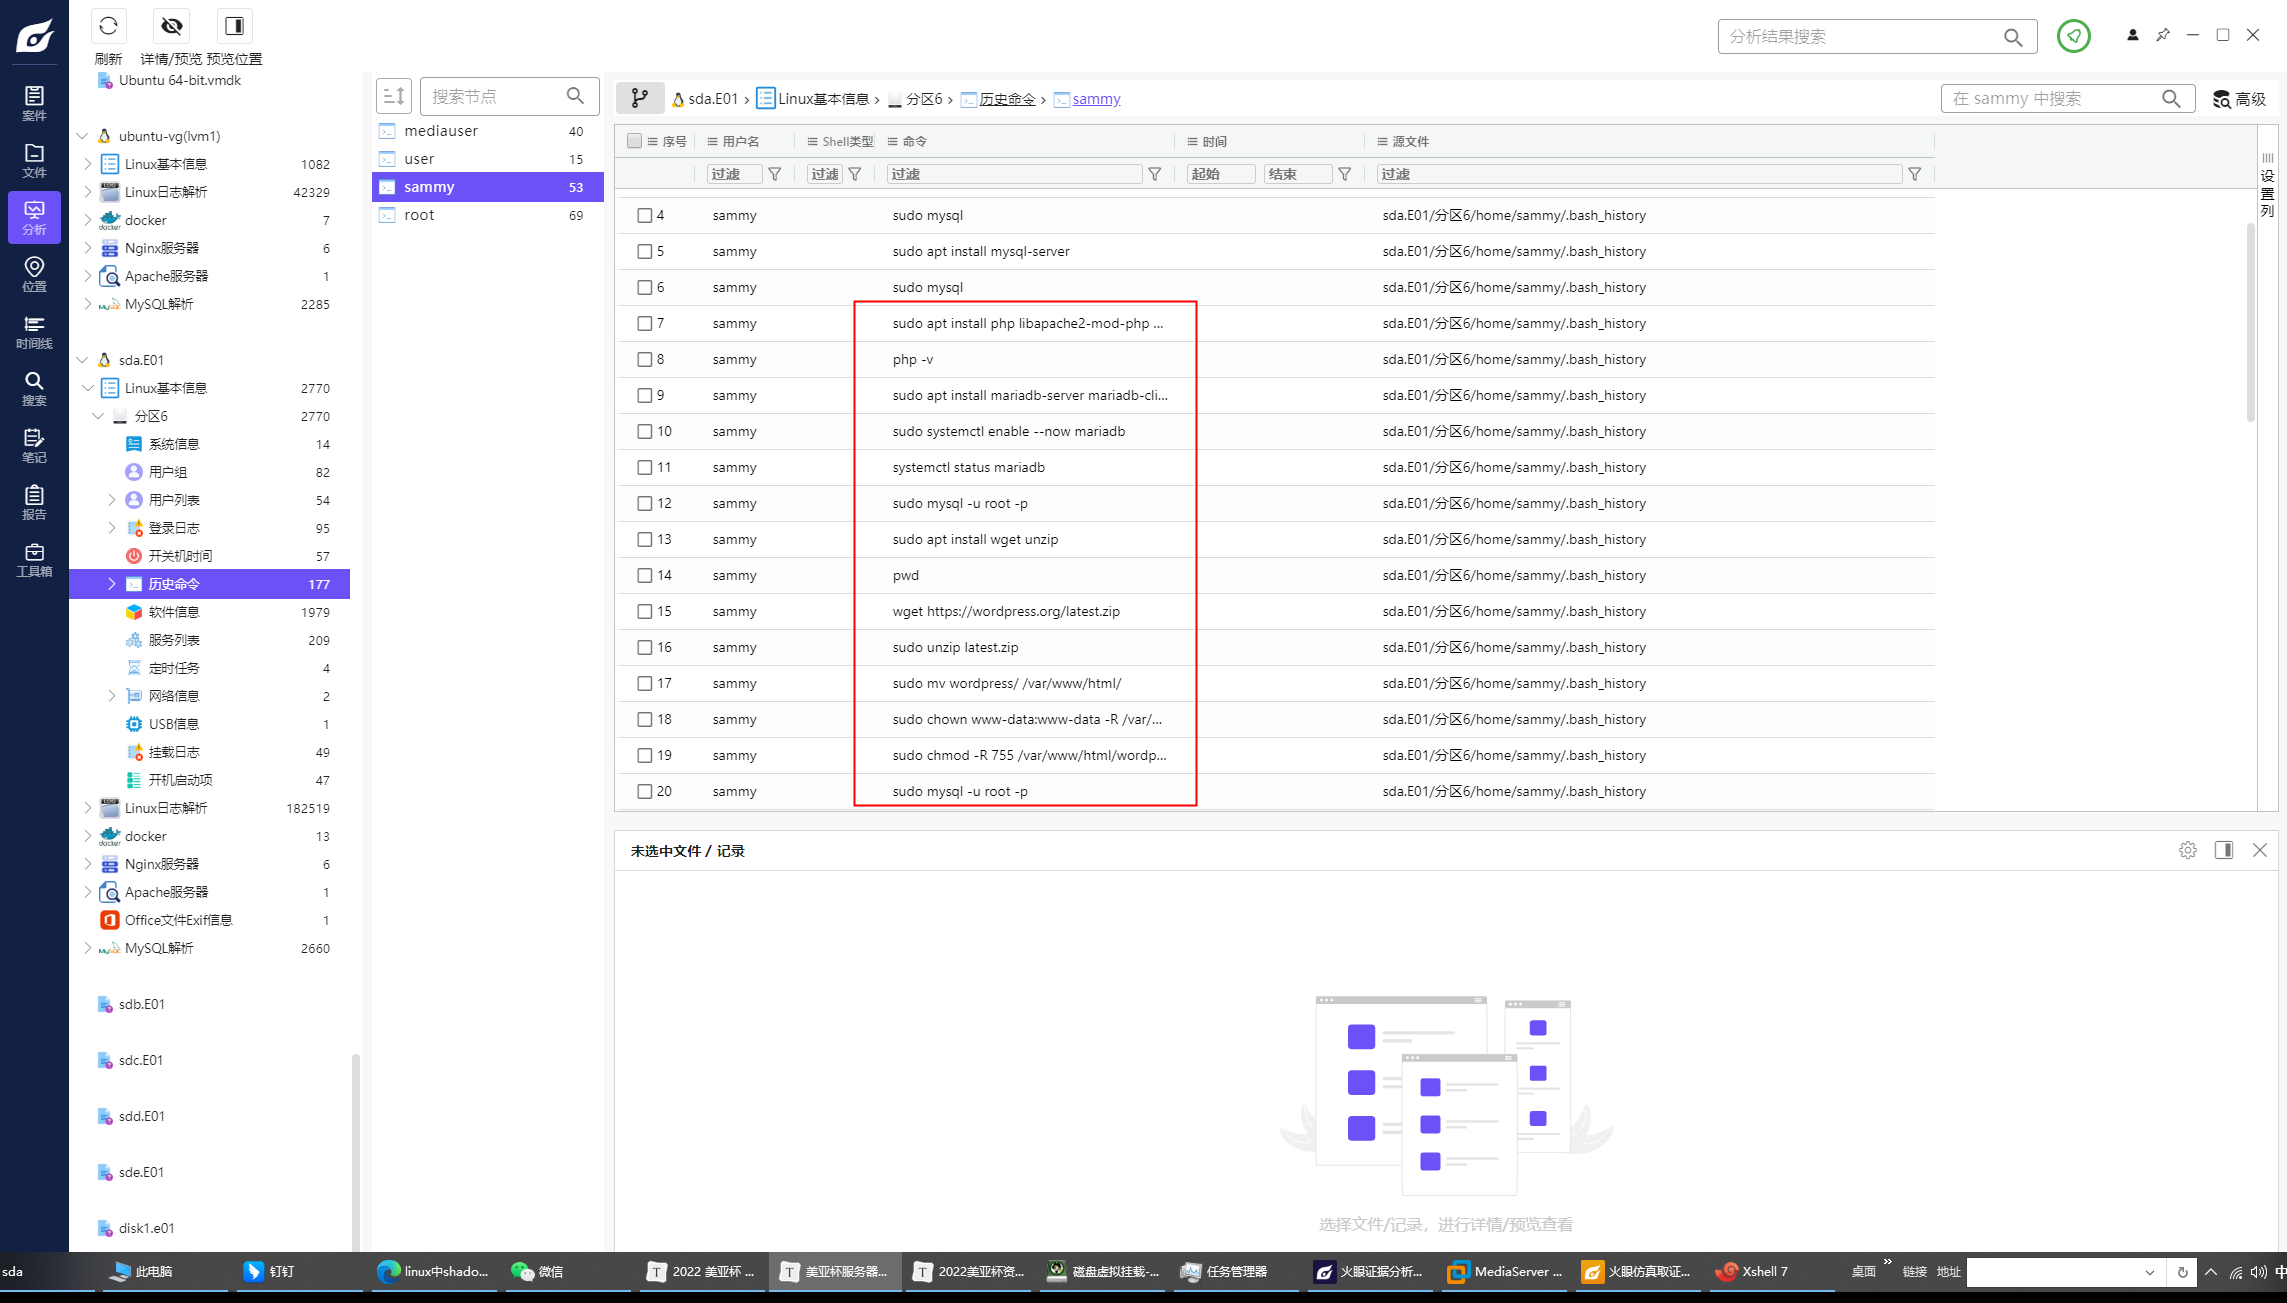 刷新
详情/预览
预览位置
分析结果搜索
案件
文件
分析
位置
时间线
搜索
笔记
报告
工具箱
Ubuntu 64-bit.vmdk
ubuntu-vg(lvm1)
Linux基本信息 1082
Linux日志解析 42329
docker 7
Nginx服务器 6
Apache服务器 1
MySQL解析 2285
sda.E01
Linux基本信息 2770
分区6 2770
系统信息 14
用户组 82
用户列表 54
登录日志 95
开关机时间 57
历史命令 177
软件信息 1979
服务列表 209
定时任务 4
网络信息 2
USB信息 1
挂载日志 49
开机启动项 47
Linux日志解析 182519
docker 13
Nginx服务器 6
Apache服务器 1
Office文件Exif信息 1
MySQL解析 2660
sdb.E01
sdc.E01
sdd.E01
sde.E01
disk1.e01
搜索节点
mediauser 40
user 15
sammy 53
root 69
sda.E01 › Linux基本信息 › 分区6 › 历史命令 › sammy
在 sammy 中搜索
高级
序号 用户名 Shell类型 命令 时间 源文件
过滤 过滤 过滤 起始 结束 过滤
设置列
4 sammy sudo mysql sda.E01/分区6/home/sammy/.bash_history
5 sammy sudo apt install mysql-server sda.E01/分区6/home/sammy/.bash_history
6 sammy sudo mysql sda.E01/分区6/home/sammy/.bash_history
7 sammy sudo apt install php libapache2-mod-php ... sda.E01/分区6/home/sammy/.bash_history
8 sammy php -v sda.E01/分区6/home/sammy/.bash_history
9 sammy sudo apt install mariadb-server mariadb-cli... sda.E01/分区6/home/sammy/.bash_history
10 sammy sudo systemctl enable --now mariadb sda.E01/分区6/home/sammy/.bash_history
11 sammy systemctl status mariadb sda.E01/分区6/home/sammy/.bash_history
12 sammy sudo mysql -u root -p sda.E01/分区6/home/sammy/.bash_history
13 sammy sudo apt install wget unzip sda.E01/分区6/home/sammy/.bash_history
14 sammy pwd sda.E01/分区6/home/sammy/.bash_history
15 sammy wget https://wordpress.org/latest.zip sda.E01/分区6/home/sammy/.bash_history
16 sammy sudo unzip latest.zip sda.E01/分区6/home/sammy/.bash_history
17 sammy sudo mv wordpress/ /var/www/html/ sda.E01/分区6/home/sammy/.bash_history
18 sammy sudo chown www-data:www-data -R /var/... sda.E01/分区6/home/sammy/.bash_history
19 sammy sudo chmod -R 755 /var/www/html/wordp... sda.E01/分区6/home/sammy/.bash_history
20 sammy sudo mysql -u root -p sda.E01/分区6/home/sammy/.bash_history
未选中文件 / 记录
选择文件/记录，进行详情/预览查看
sda
此电脑
钉钉
linux中shado...
微信
2022 美亚杯 ...
美亚杯服务器...
2022美亚杯资...
磁盘虚拟挂载-...
任务管理器
火眼证据分析...
MediaServer ...
火眼仿真取证...
Xshell 7
桌面
链接
地址
中